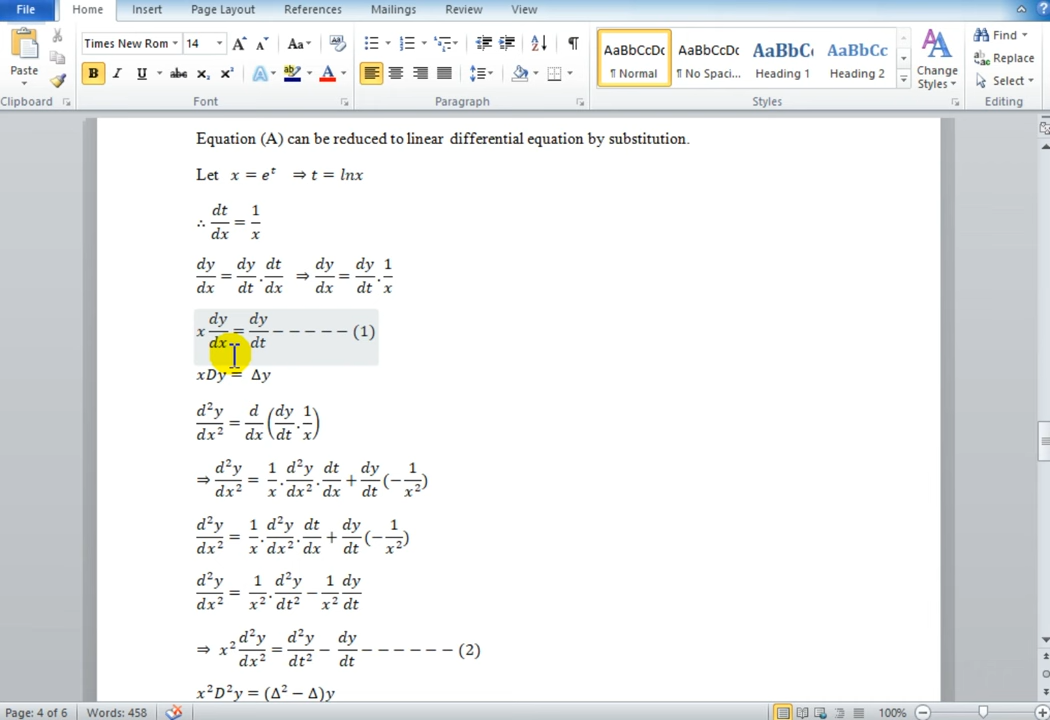 File Home Insert Page Layout References Mailings Review View
Times New Rom 14 Aa AaBbCcDc AaBbCcDc AaBbC AaBbCc Find
Paste B I U abc x₂ x² A ab A ¶ Normal ¶ No Spaci... Heading 1 Heading 2 Change Styles Replace
Select
Clipboard Font Paragraph Styles Editing
Equation (A) can be reduced to linear differential equation by substitution.
Let x = eᵗ ⇒ t = lnx
∴ dt/dx = 1/x
dy/dx = dy/dt . dt/dx ⇒ dy/dx = dy/dt . 1/x
x dy/dx = dy/dt − − − − − (1)
xDy = Δy
d²y/dx² = d/dx (dy/dt . 1/x)
⇒ d²y/dx² = 1/x . d²y/dx² . dt/dx + dy/dt (− 1/x²)
d²y/dx² = 1/x . d²y/dx² . dt/dx + dy/dt (− 1/x²)
d²y/dx² = 1/x² . d²y/dt² − 1/x² dy/dt
⇒ x² d²y/dx² = d²y/dt² − dy/dt − − − − − − (2)
x²D²y = (Δ² − Δ)y
Page: 4 of 6 Words: 458 100%